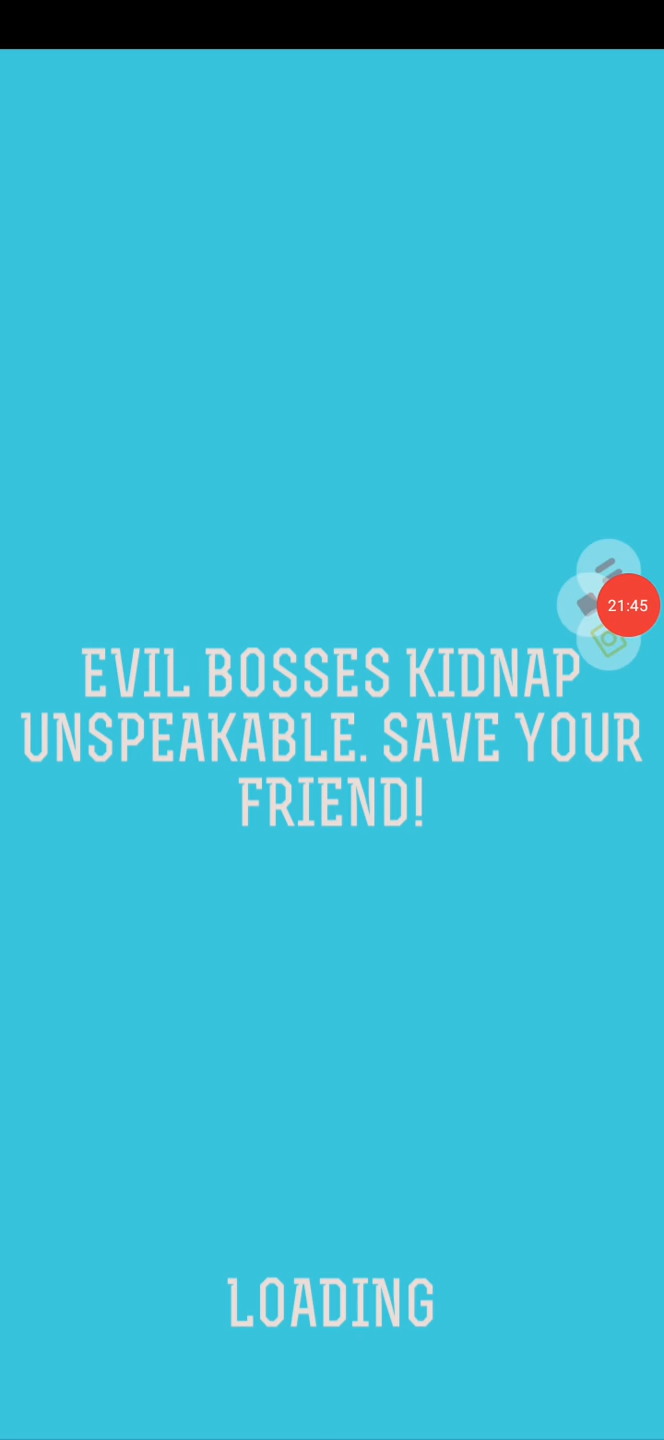 21:45
EVIL BOSSES KIDNAP
UNSPEAKABLE. SAVE YOUR
FRIEND!
LOADING